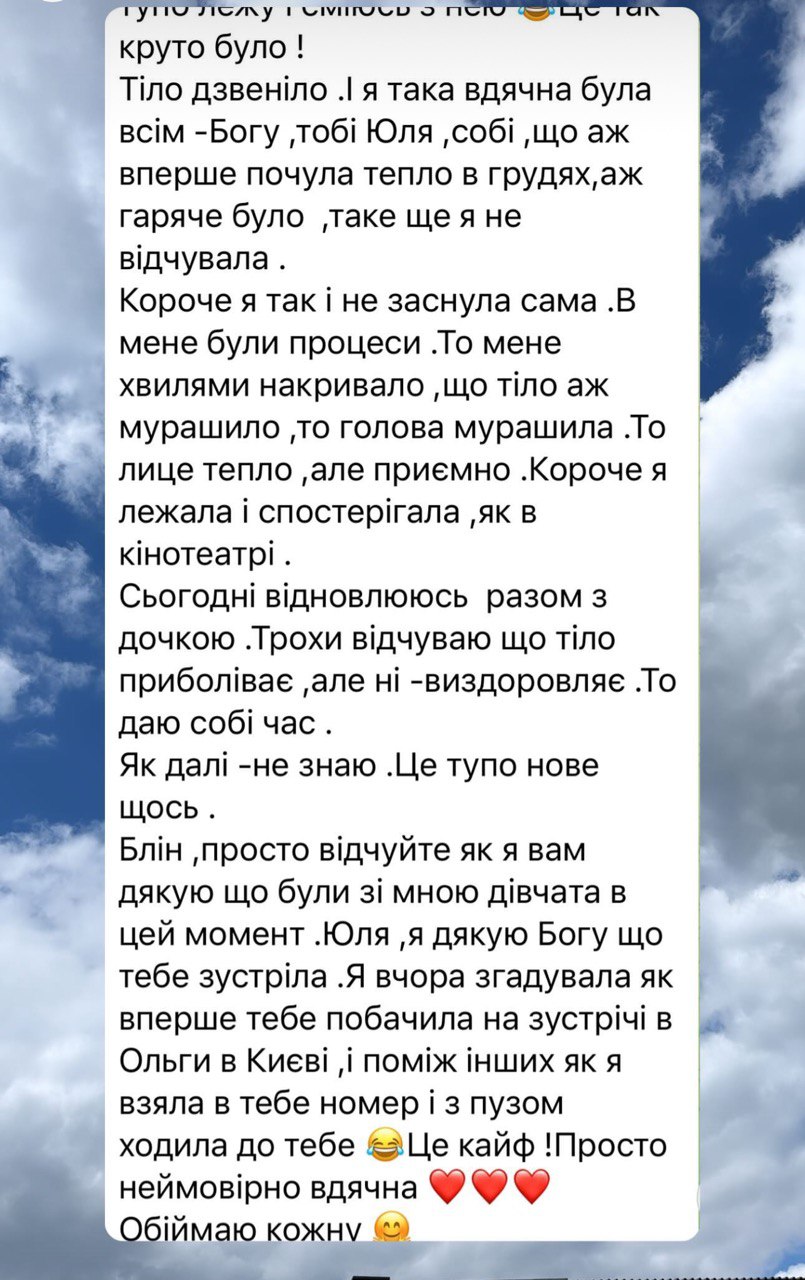 тупо лежу і сміюсь з нею 😂Це так
круто було !
Тіло дзвеніло .І я така вдячна була
всім -Богу ,тобі Юля ,собі ,що аж
вперше почула тепло в грудях,аж
гаряче було  ,таке ще я не
відчувала .
Короче я так і не заснула сама .В
мене були процеси .То мене
хвилями накривало ,що тіло аж
мурашило ,то голова мурашила .То
лице тепло ,але приємно .Короче я
лежала і спостерігала ,як в
кінотеатрі .
Сьогодні відновлююсь  разом з
дочкою .Трохи відчуваю що тіло
приболіває ,але ні -виздоровляє .То
даю собі час .
Як далі -не знаю .Це тупо нове
щось .
Блін ,просто відчуйте як я вам
дякую що були зі мною дівчата в
цей момент .Юля ,я дякую Богу що
тебе зустріла .Я вчора згадувала як
вперше тебе побачила на зустрічі в
Ольги в Києві ,і поміж інших як я
взяла в тебе номер і з пузом
ходила до тебе 😂Це кайф !Просто
неймовірно вдячна ❤️❤️❤️
Обіймаю кожну 🤗